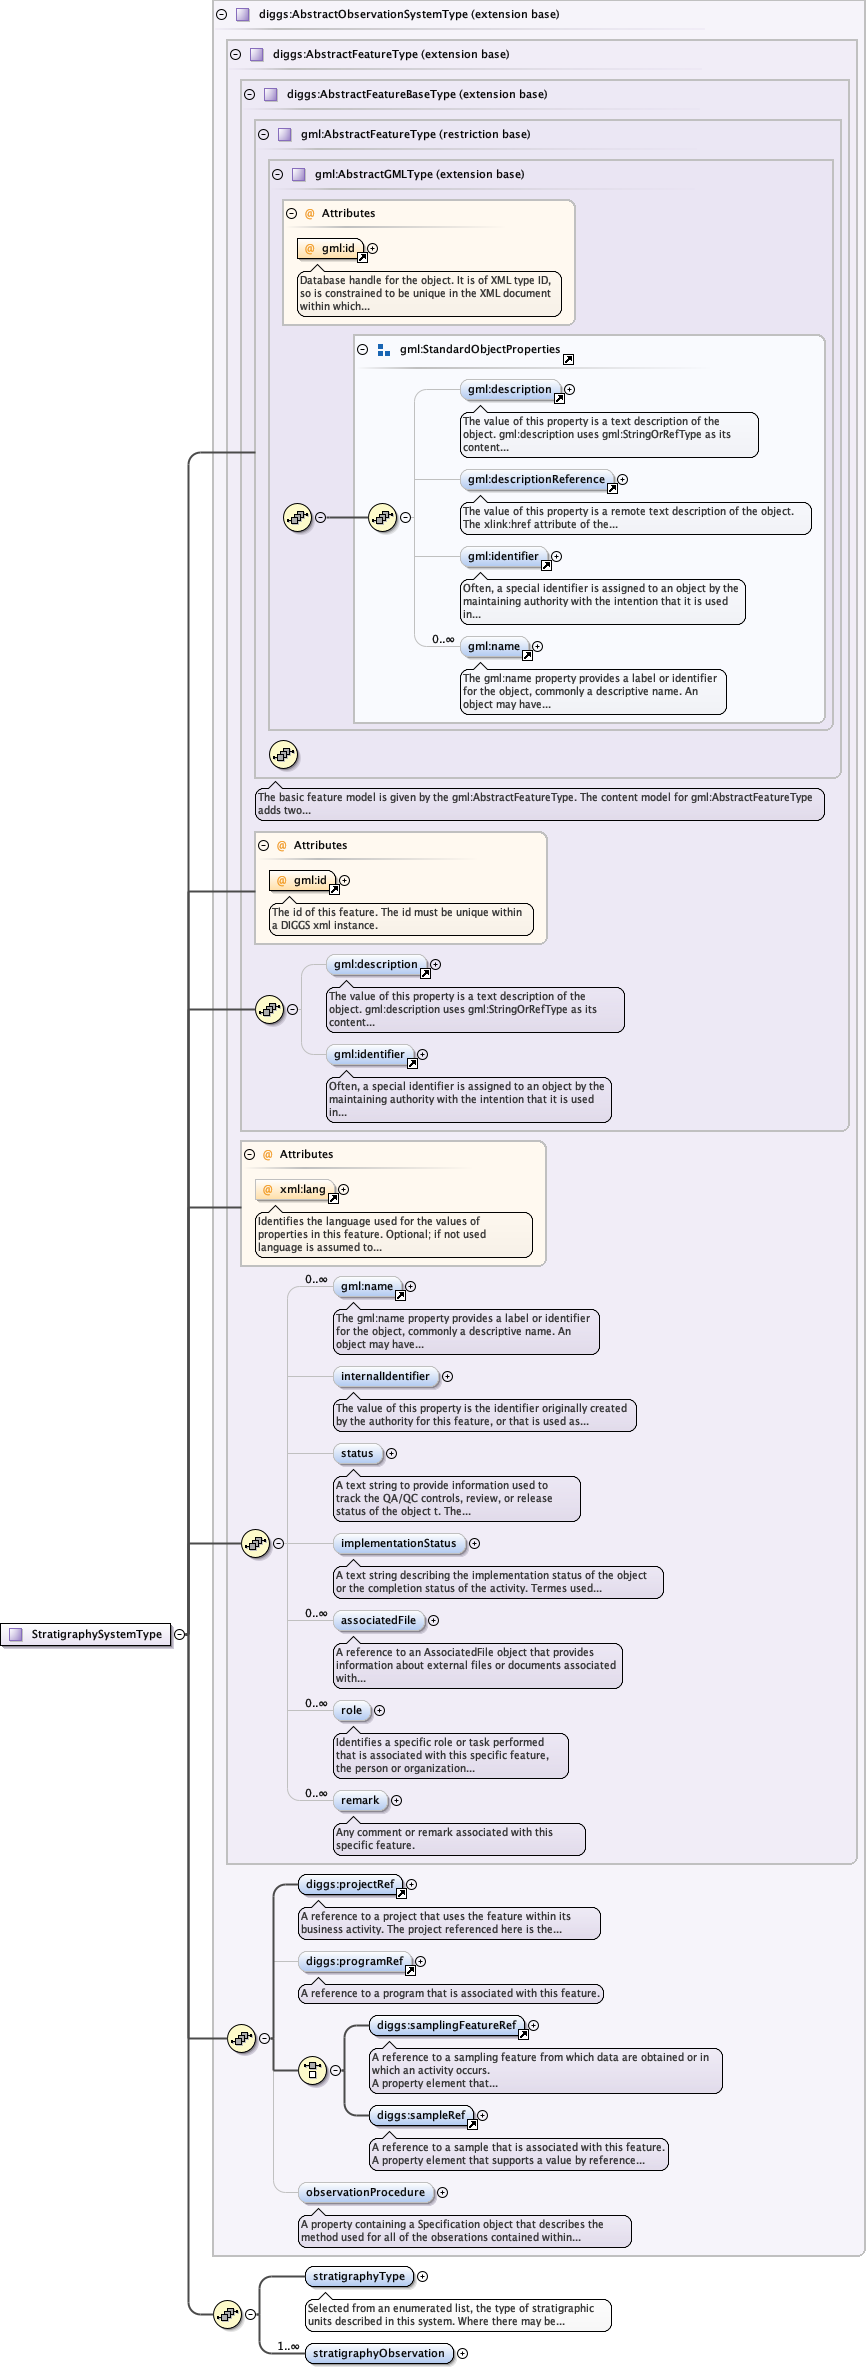 diggs:AbstractObservationSystemType (extension base)
diggs:AbstractFeatureType (extension base)
diggs:AbstractFeatureBaseType (extension base)
gml:AbstractFeatureType (restriction base)
gml:AbstractGMLType (extension base)
@ Attributes
@ gml:id
Database handle for the object. It is of XML type ID,
so is constrained to be unique in the XML document
within which...
gml:StandardObjectProperties
gml:description
The value of this property is a text description of the
object. gml:description uses gml:StringOrRefType as its
content...
gml:descriptionReference
The value of this property is a remote text description of the object.
The xlink:href attribute of the...
gml:identifier
Often, a special identifier is assigned to an object by the
maintaining authority with the intention that it is used
in...
0..∞
gml:name
The gml:name property provides a label or identifier
for the object, commonly a descriptive name. An
object may have...
The basic feature model is given by the gml:AbstractFeatureType. The content model for gml:AbstractFeatureType
adds two...
@ Attributes
@ gml:id
The id of this feature. The id must be unique within
a DIGGS xml instance.
gml:description
The value of this property is a text description of the
object. gml:description uses gml:StringOrRefType as its
content...
gml:identifier
Often, a special identifier is assigned to an object by the
maintaining authority with the intention that it is used
in...
@ Attributes
@ xml:lang
Identifies the language used for the values of
properties in this feature. Optional; if not used
language is assumed to...
0..∞
gml:name
The gml:name property provides a label or identifier
for the object, commonly a descriptive name. An
object may have...
internalIdentifier
The value of this property is the identifier originally created
by the authority for this feature, or that is used as...
status
A text string to provide information used to
track the QA/QC controls, review, or release
status of the object t. The...
implementationStatus
A text string describing the implementation status of the object
or the completion status of the activity. Termes used...
0..∞
associatedFile
A reference to an AssociatedFile object that provides
information about external files or documents associated
with...
StratigraphySystemType
0..∞
role
Identifies a specific role or task performed
that is associated with this specific feature,
the person or organization...
0..∞
remark
Any comment or remark associated with this
specific feature.
diggs:projectRef
A reference to a project that uses the feature within its
business activity. The project referenced here is the...
diggs:programRef
A reference to a program that is associated with this feature.
diggs:samplingFeatureRef
A reference to a sampling feature from which data are obtained or in
which an activity occurs.
A property element that...
diggs:sampleRef
A reference to a sample that is associated with this feature.
A property element that supports a value by reference...
observationProcedure
A property containing a Specification object that describes the
method used for all of the obserations contained within...
stratigraphyType
Selected from an enumerated list, the type of stratigraphic
units described in this system. Where there may be...
1..∞
stratigraphyObservation